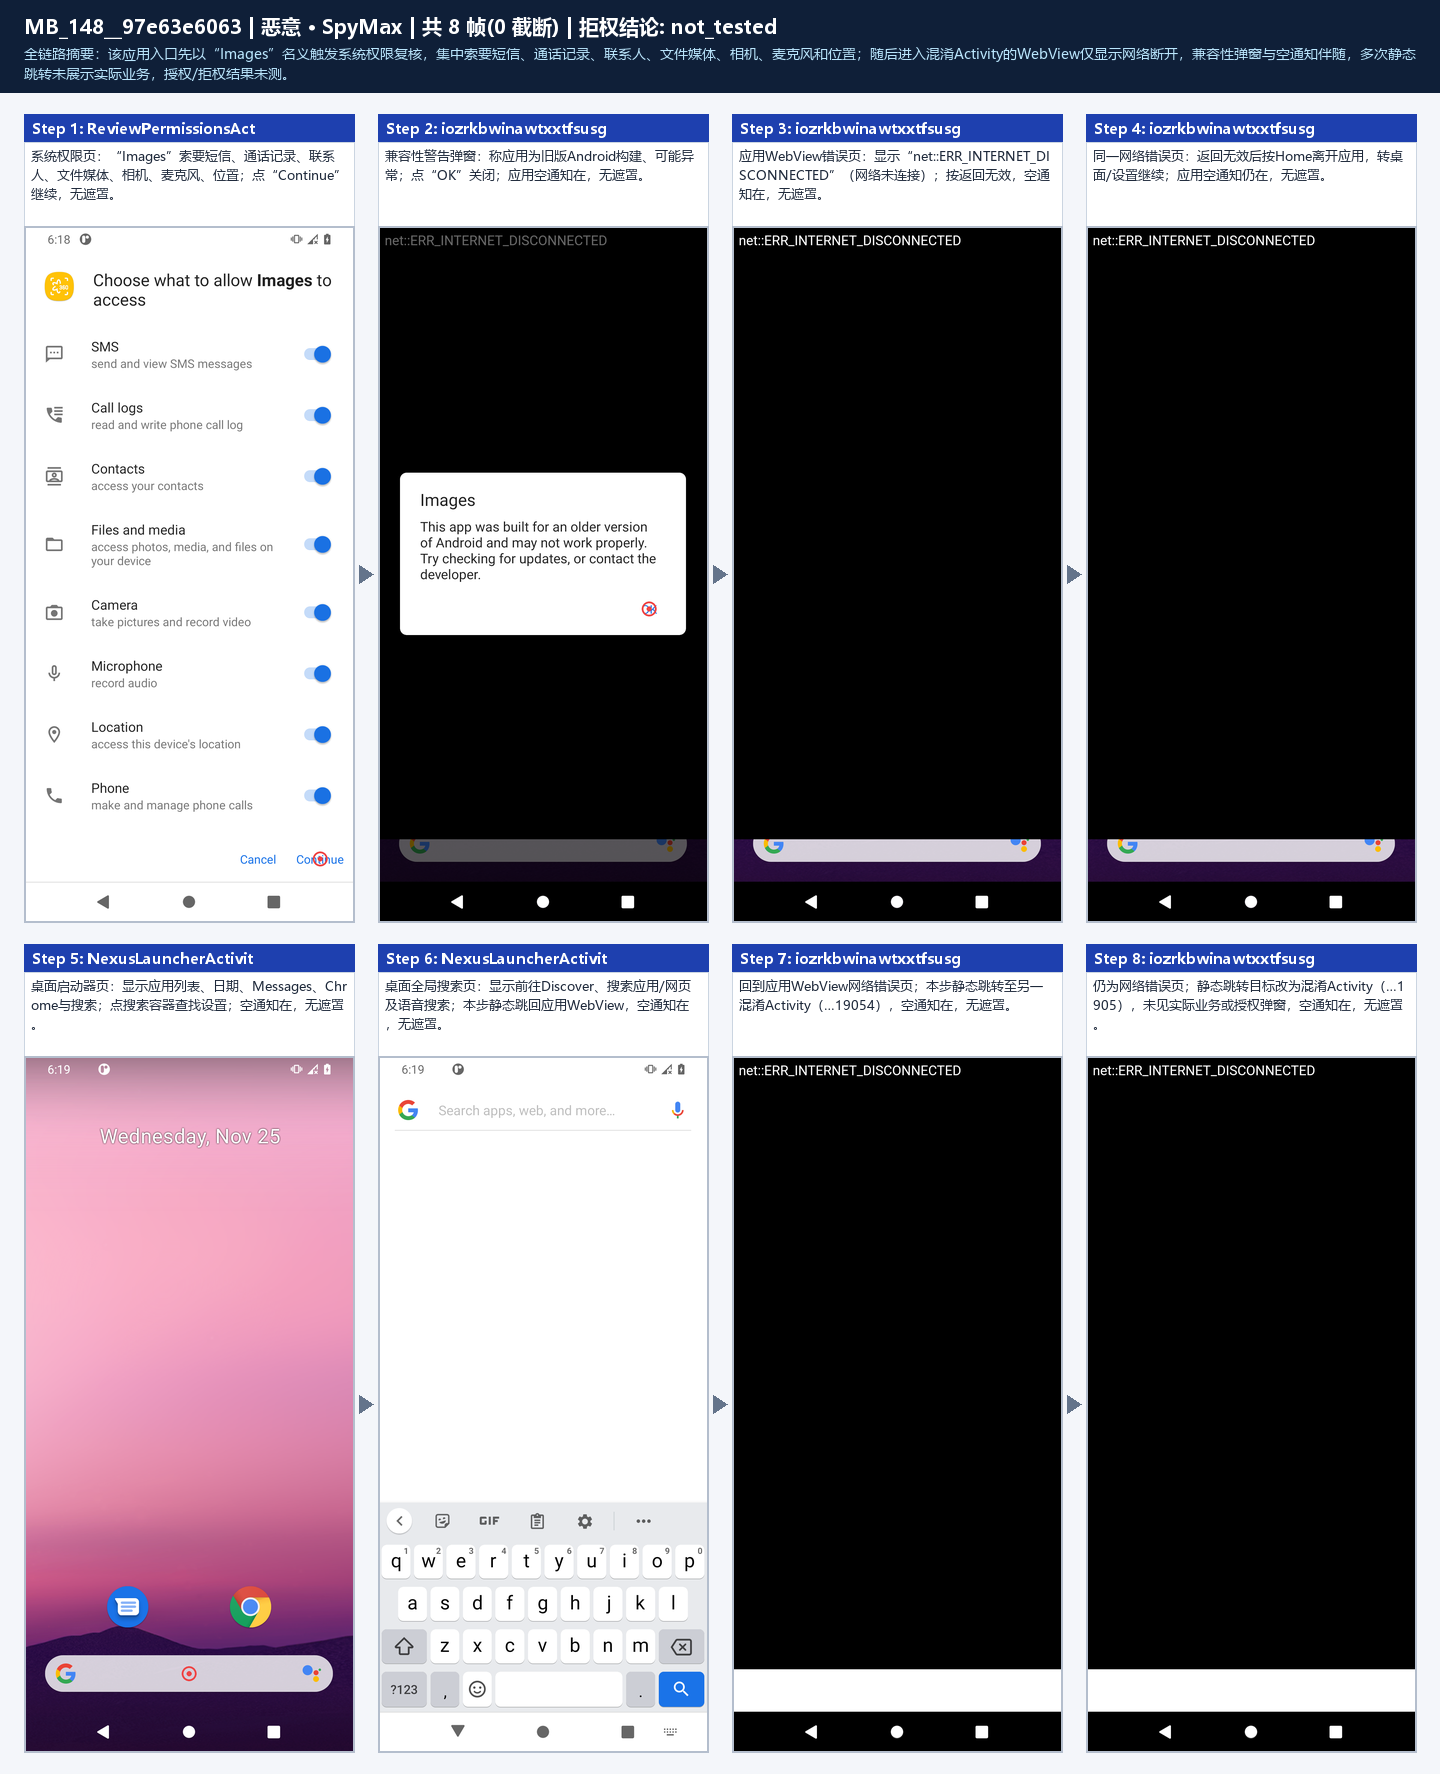 MB_148__97e63e6063 | 恶意 • SpyMax | 共 8 帧(0 截断) | 拒权结论: not_tested
全链路摘要：该应用入口先以“Images”名义触发系统权限复核，集中索要短信、通话记录、联系人、文件媒体、相机、麦克风和位置；随后进入混淆Activity的WebView仅显示网络断开，兼容性弹窗与空通知伴随，多次静态
跳转未展示实际业务，授权/拒权结果未测。
Step 1: ReviewPermissionsAct
系统权限页：“Images”索要短信、通话记录、联系
人、文件媒体、相机、麦克风、位置；点“Continue”
继续，无遮罩。
6:18
Choose what to allow Images to
access
SMS
send and view SMS messages
Call logs
read and write phone call log
Contacts
access your contacts
Files and media
access photos, media, and files on
your device
Camera
take pictures and record video
Microphone
record audio
Location
access this device's location
Phone
make and manage phone calls
Cancel
Continue
Step 2: iozrkbwinawtxxtfsusg
兼容性警告弹窗：称应用为旧版Android构建、可能异
常；点“OK”关闭；应用空通知在，无遮罩。
net::ERR_INTERNET_DISCONNECTED
Images
This app was built for an older version
of Android and may not work properly.
Try checking for updates, or contact the
developer.
Step 3: iozrkbwinawtxxtfsusg
应用WebView错误页：显示“net::ERR_INTERNET_DI
SCONNECTED”（网络未连接）；按返回无效，空通
知在，无遮罩。
net::ERR_INTERNET_DISCONNECTED
Step 4: iozrkbwinawtxxtfsusg
同一网络错误页：返回无效后按Home离开应用，转桌
面/设置继续；应用空通知仍在，无遮罩。
net::ERR_INTERNET_DISCONNECTED
Step 5: NexusLauncherActivit
桌面启动器页：显示应用列表、日期、Messages、Chr
ome与搜索；点搜索容器查找设置；空通知在，无遮罩
。
6:19
Wednesday, Nov 25
Step 6: NexusLauncherActivit
桌面全局搜索页：显示前往Discover、搜索应用/网页
及语音搜索；本步静态跳回应用WebView，空通知在
，无遮罩。
6:19
Search apps, web, and more...
GIF
q1 w2 e3 r4 t5 y6 u7 i8 o9 p0
a s d f g h j k l
z x c v b n m
?123 , .
Step 7: iozrkbwinawtxxtfsusg
回到应用WebView网络错误页；本步静态跳转至另一
混淆Activity（...19054），空通知在，无遮罩。
net::ERR_INTERNET_DISCONNECTED
Step 8: iozrkbwinawtxxtfsusg
仍为网络错误页；静态跳转目标改为混淆Activity（...1
905），未见实际业务或授权弹窗，空通知在，无遮罩
。
net::ERR_INTERNET_DISCONNECTED